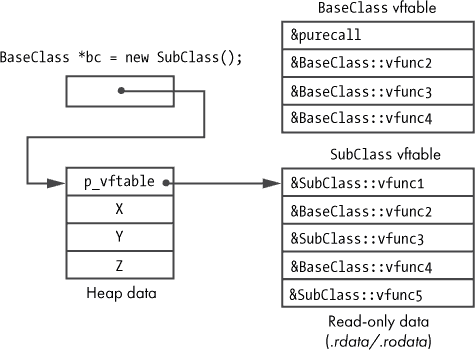 BaseClass vftable
&purecall
&BaseClass::vfunc2
&BaseClass::vfunc3
&BaseClass::vfunc4
BaseClass *bc = new SubClass();
SubClass vftable
p_vftable
X
Y
Z
Heap data
&SubClass::vfunc1
&BaseClass::vfunc2
&SubClass::vfunc3
&BaseClass::vfunc4
&SubClass::vfunc5
Read-only data
(.rdata/.rodata)